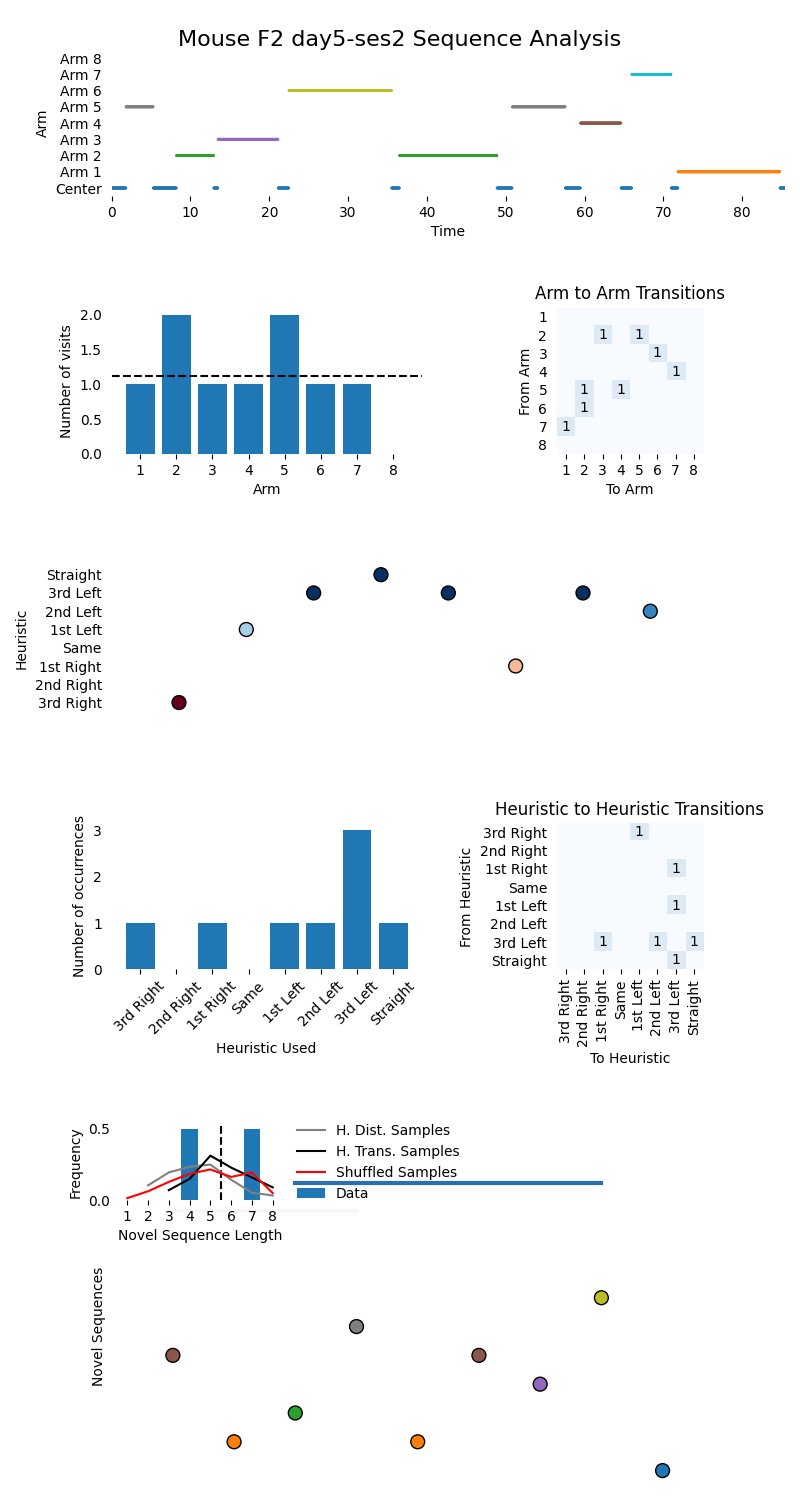 Mouse F2 day5-ses2 Sequence Analysis
Arm
Arm 8
Arm 7
Arm 6
Arm 5
Arm 4
Arm 3
Arm 2
Arm 1
Center
0 10 20 30 40 50 60 70 80
Time
Number of visits
2.0
1.5
1.0
0.5
0.0
1 2 3 4 5 6 7 8
Arm
Arm to Arm Transitions
From Arm
1
2 1 1
3 1
4 1
5 1 1
6 1
7 1
8
1 2 3 4 5 6 7 8
To Arm
Heuristic
Straight
3rd Left
2nd Left
1st Left
Same
1st Right
2nd Right
3rd Right
Number of occurrences
3
2
1
0
3rd Right 2nd Right 1st Right Same 1st Left 2nd Left 3rd Left Straight
Heuristic Used
Heuristic to Heuristic Transitions
From Heuristic
3rd Right 1
2nd Right
1st Right 1
Same
1st Left 1
2nd Left
3rd Left 1 1 1
Straight 1
3rd Right 2nd Right 1st Right Same 1st Left 2nd Left 3rd Left Straight
To Heuristic
Frequency
0.5
0.0
1 2 3 4 5 6 7 8
Novel Sequence Length
H. Dist. Samples
H. Trans. Samples
Shuffled Samples
Data
Novel Sequences